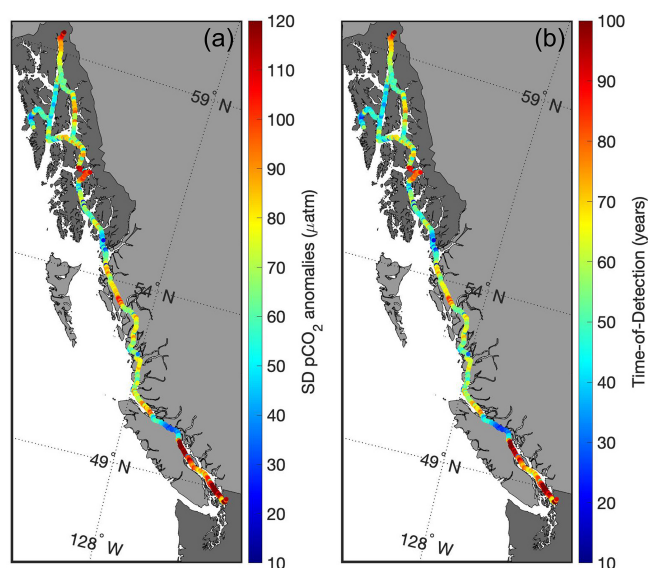 (a)
59° N
54° N
49° N
128° W
120
110
100
90
80
70
60
50
40
30
20
10
SD pCO₂ anomalies (μatm)
(b)
59° N
54° N
49° N
128° W
100
90
80
70
60
50
40
30
20
10
Time-of-Detection (years)